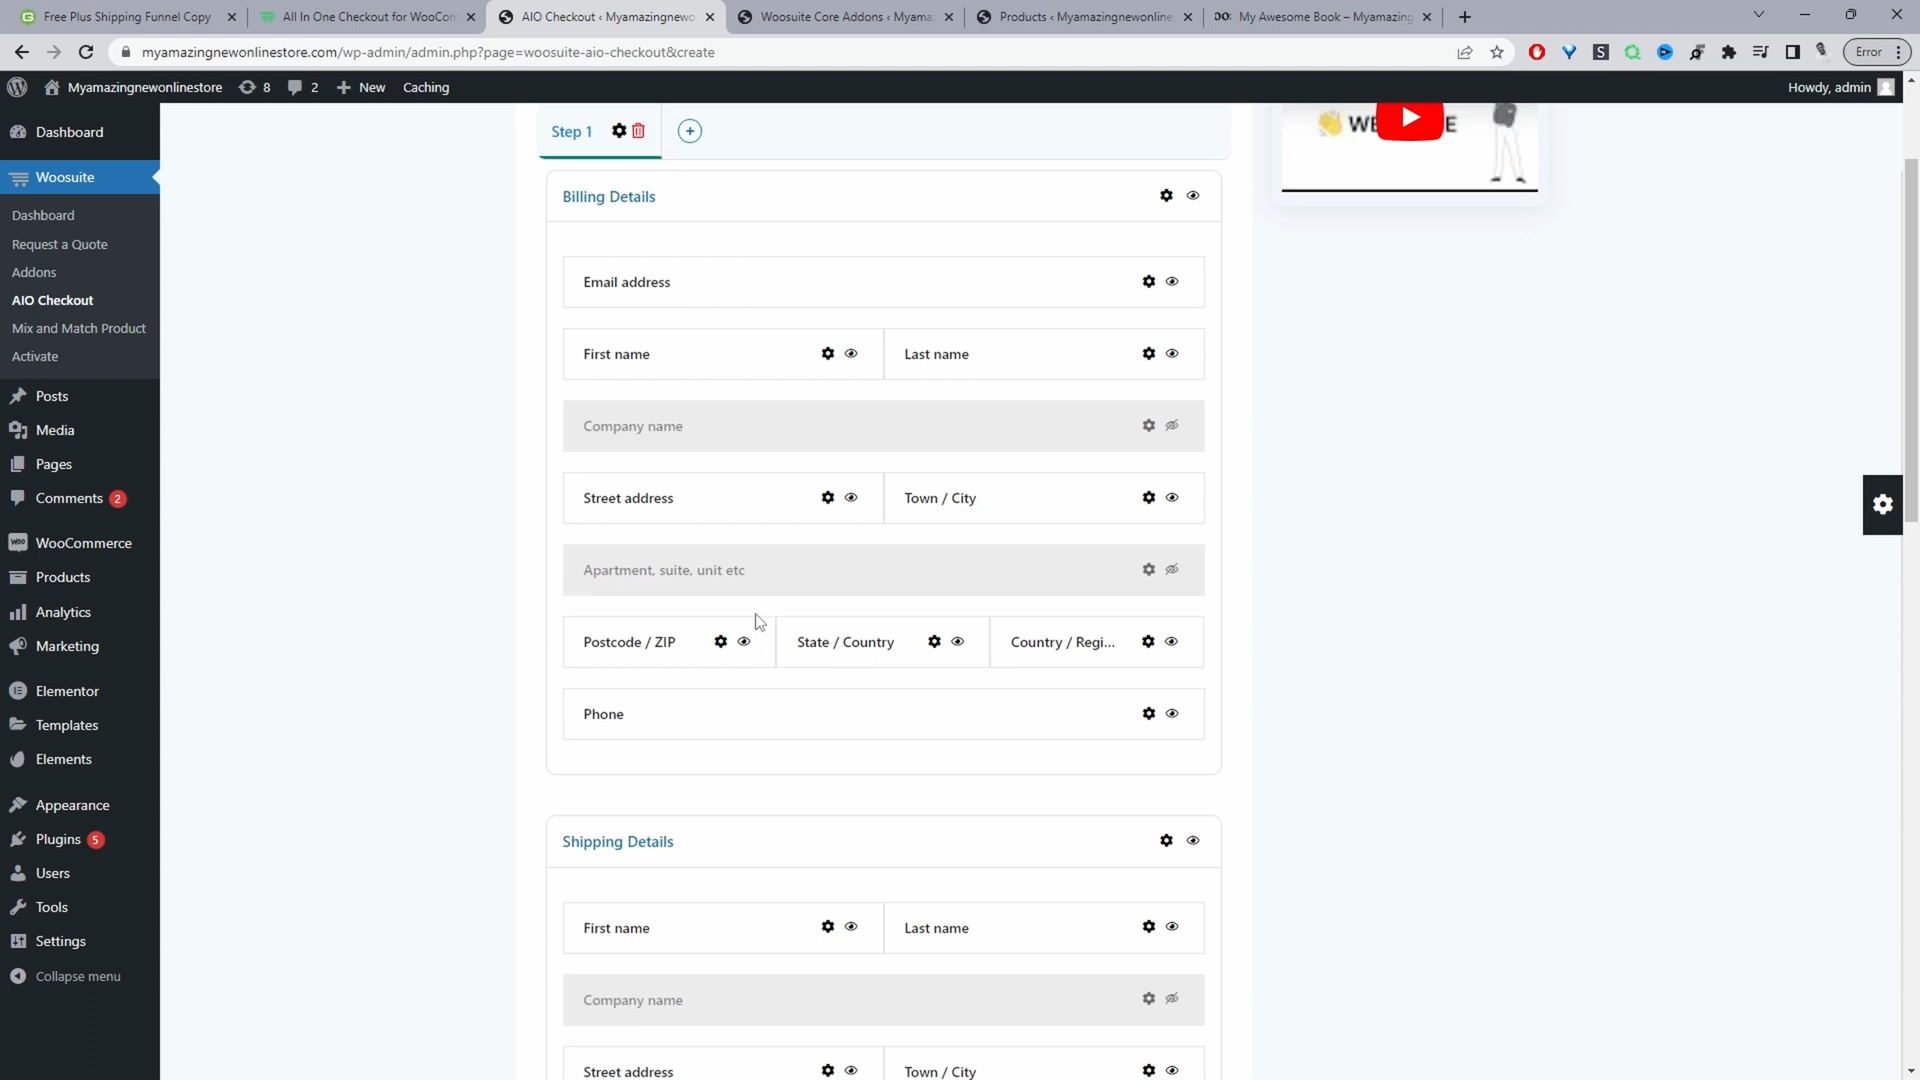 Free Plus Shipping Funnel Copy
All In One Checkout for WooCom
AIO Checkout ‹ Myamazingnewo
Woosuite Core Addons ‹ Myama
Products ‹ Myamazingnewonline
My Awesome Book – Myamazing
myamazingnewonlinestore.com/wp-admin/admin.php?page=woosuite-aio-checkout&create
Error
Myamazingnewonlinestore
8
2
New
Caching
Howdy, admin
Dashboard
Woosuite
Dashboard
Request a Quote
Addons
AIO Checkout
Mix and Match Product
Activate
Posts
Media
Pages
Comments 2
WooCommerce
Products
Analytics
Marketing
Elementor
Templates
Elements
Appearance
Plugins 5
Users
Tools
Settings
Collapse menu
Step 1
Billing Details
Email address
First name
Last name
Company name
Street address
Town / City
Apartment, suite, unit etc
Postcode / ZIP
State / Country
Country / Regi...
Phone
Shipping Details
First name
Last name
Company name
Street address
Town / City